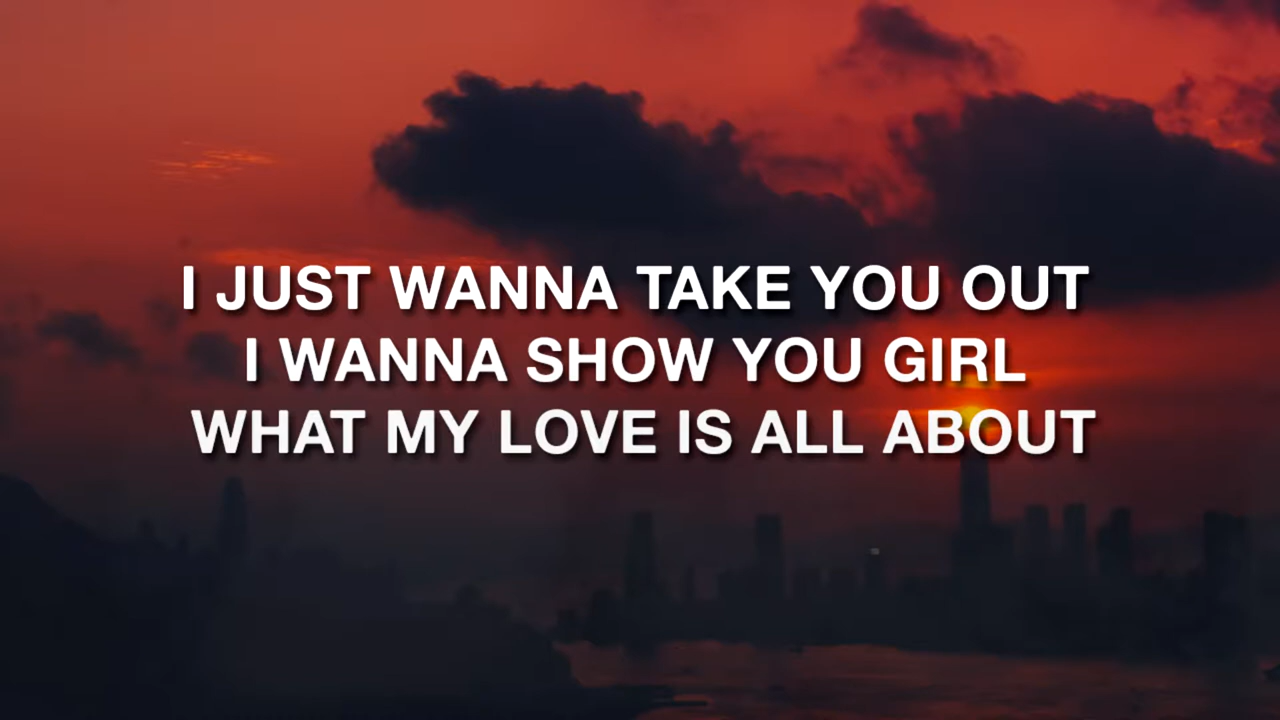 I JUST WANNA TAKE YOU OUT
I WANNA SHOW YOU GIRL
WHAT MY LOVE IS ALL ABOUT